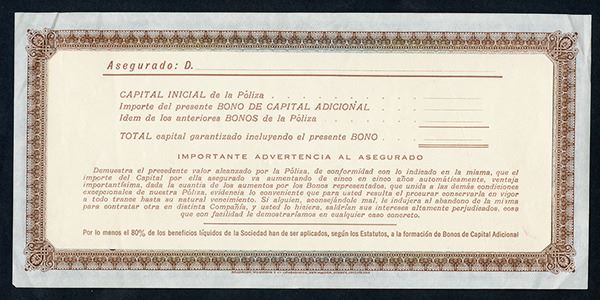 Asegurado: D.
CAPITAL INICIAL de la Póliza
Importe del presente BONO DE CAPITAL ADICIONAL
Idem de los anteriores BONOS de la Póliza
TOTAL capital garantizado incluyendo el presente BONO
IMPORTANTE ADVERTENCIA AL ASEGURADO
Demuestra el precedente valor alcanzado por la Póliza, de conformidad con lo indicado en la misma, que el
importe del Capital por ella asegurado va aumentando de cinco en cinco años automáticamente, ventaja
importantísima, dada la cuantía de los aumentos por los Bonos representados, que unida a las demás condiciones
excepcionales de nuestra Póliza, evidencia lo conveniente que para usted resulta el procurar conservarla en vigor
a todo trance hasta su natural vencimiento. Si alguien, aconsejándole mal, le indujera al abandono de la misma
para contratar otra en distinta Compañía, y usted lo hiciera, saldrían sus intereses altamente perjudicados, cosa
que con facilidad le demostraríamos en cualquier caso concreto.
Por lo menos el 80% de los beneficios líquidos de la Sociedad han de ser aplicados, según los Estatutos, a la formación de Bonos de Capital Adicional